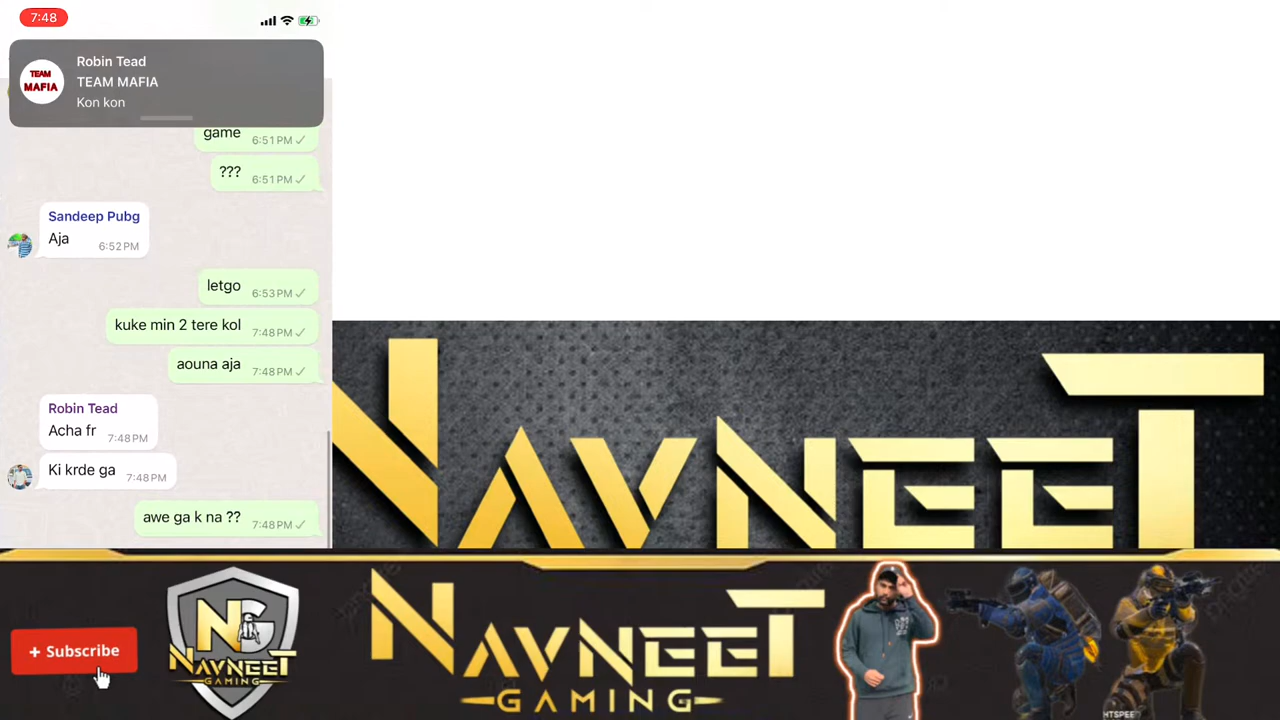 7:48
Robin Tead
TEAM MAFIA
TEAM MAFIA
Kon kon
game 6:51 PM
??? 6:51 PM
Sandeep Pubg
Aja 6:52 PM
letgo 6:53 PM
kuke min 2 tere kol 7:48 PM
aouna aja 7:48 PM
Robin Tead
Acha fr 7:48 PM
Ki krde ga 7:48 PM
awe ga k na ?? 7:48 PM
NAVNEET
+ Subscribe
NG
NAVNEET
GAMING
NAVNEET
GAMING